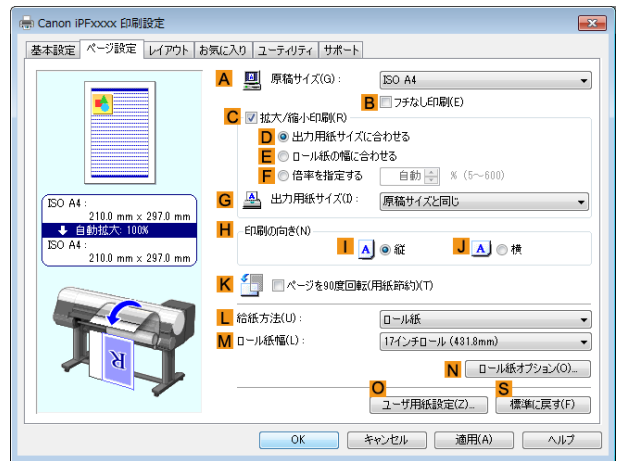 Canon iPFxxxx 印刷設定
基本設定 ページ設定 レイアウト お気に入り ユーティリティ サポート
A 原稿サイズ(G): ISO A4
B フチなし印刷(E)
C 拡大/縮小印刷(R)
D 出力用紙サイズに合わせる
E ロール紙の幅に合わせる
F 倍率を指定する 自動 % (5~600)
G 出力用紙サイズ(I): 原稿サイズと同じ
ISO A4 :
210.0 mm x 297.0 mm
自動拡大: 100%
ISO A4 :
210.0 mm x 297.0 mm
H 印刷の向き(N)
I A 縦 J A 横
K ページを90度回転(用紙節約)(T)
L 給紙方法(U): ロール紙
M ロール紙幅(L): 17インチロール (431.8mm)
R
N ロール紙オプション(O)...
O ユーザ用紙設定(Z)... S 標準に戻す(F)
OK キャンセル 適用(A) ヘルプ